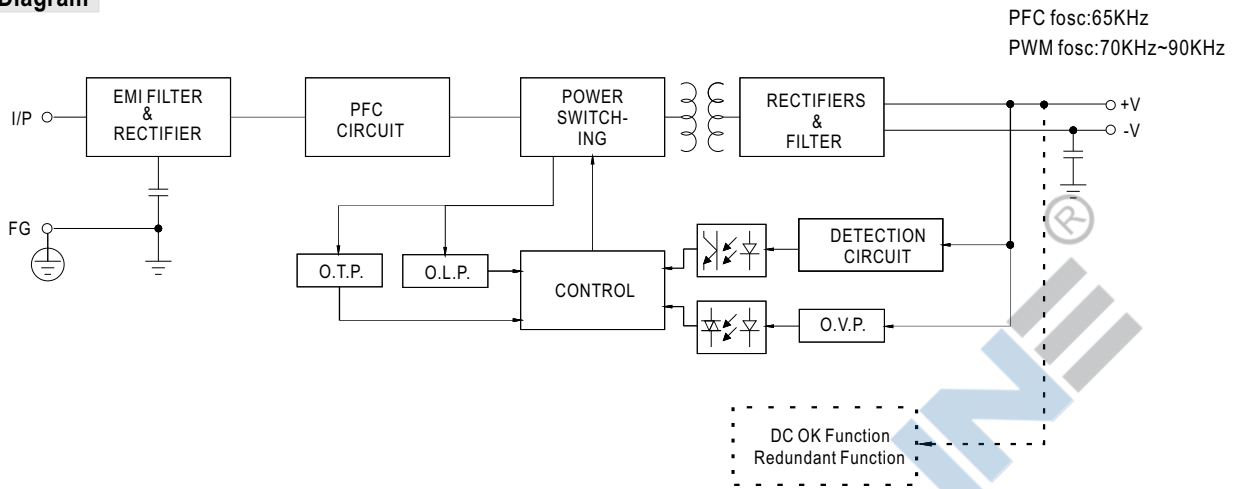 Diagram
PFC fosc:65KHz
PWM fosc:70KHz~90KHz
I/P
EMI FILTER
&
RECTIFIER
PFC
CIRCUIT
POWER
SWITCH-
ING
RECTIFIERS
&
FILTER
+V
-V
FG
O.T.P.
O.L.P.
CONTROL
DETECTION
CIRCUIT
O.V.P.
DC OK Function
Redundant Function
®
INE